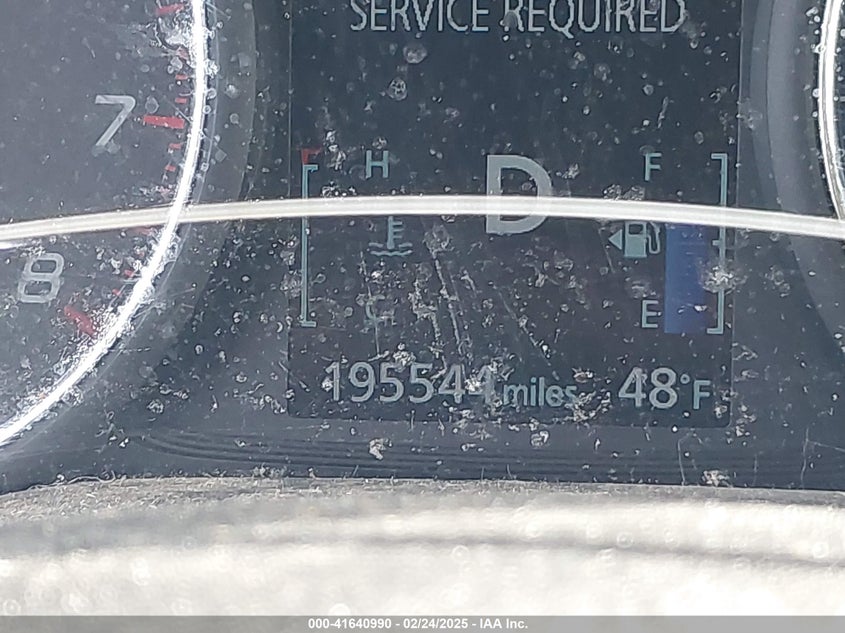 SERVICE REQUIRED
7
H
D
F
8
E
195544 miles 48°F
000-41640990 - 02/24/2025 - IAA Inc.